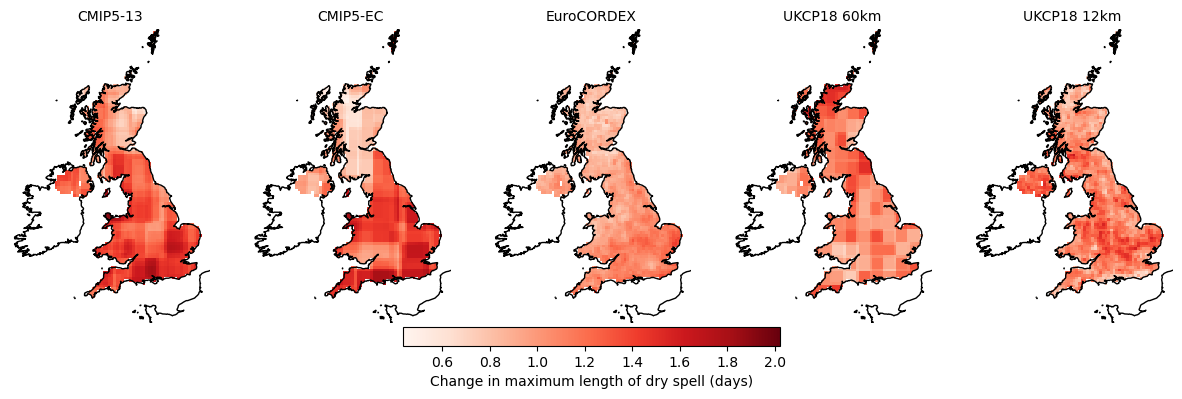 CMIP5-13
CMIP5-EC
EuroCORDEX
UKCP18 60km
UKCP18 12km
0.6 0.8 1.0 1.2 1.4 1.6 1.8 2.0
Change in maximum length of dry spell (days)